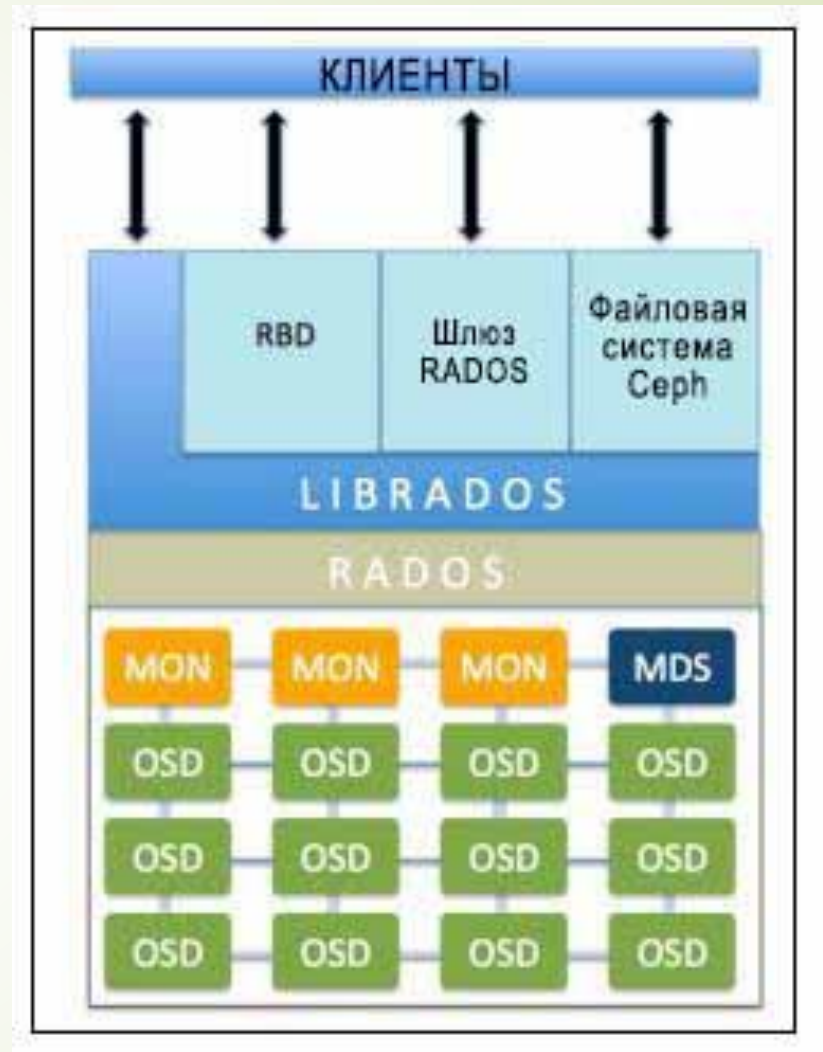 КЛИЕНТЫ
RBD
Шлюз
RADOS
Файловая
система
Ceph
LIBRADOS
RADOS
MON MON MON MDS
OSD OSD OSD OSD
OSD OSD OSD OSD
OSD OSD OSD OSD